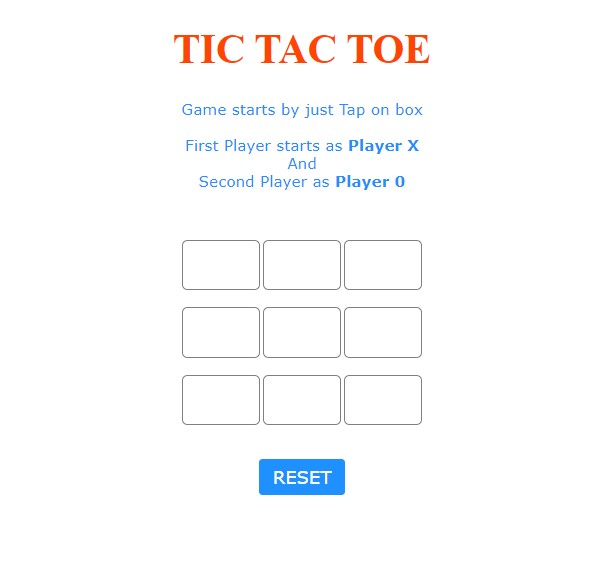 TIC TAC TOE
Game starts by just Tap on box
First Player starts as Player X
And
Second Player as Player 0
RESET